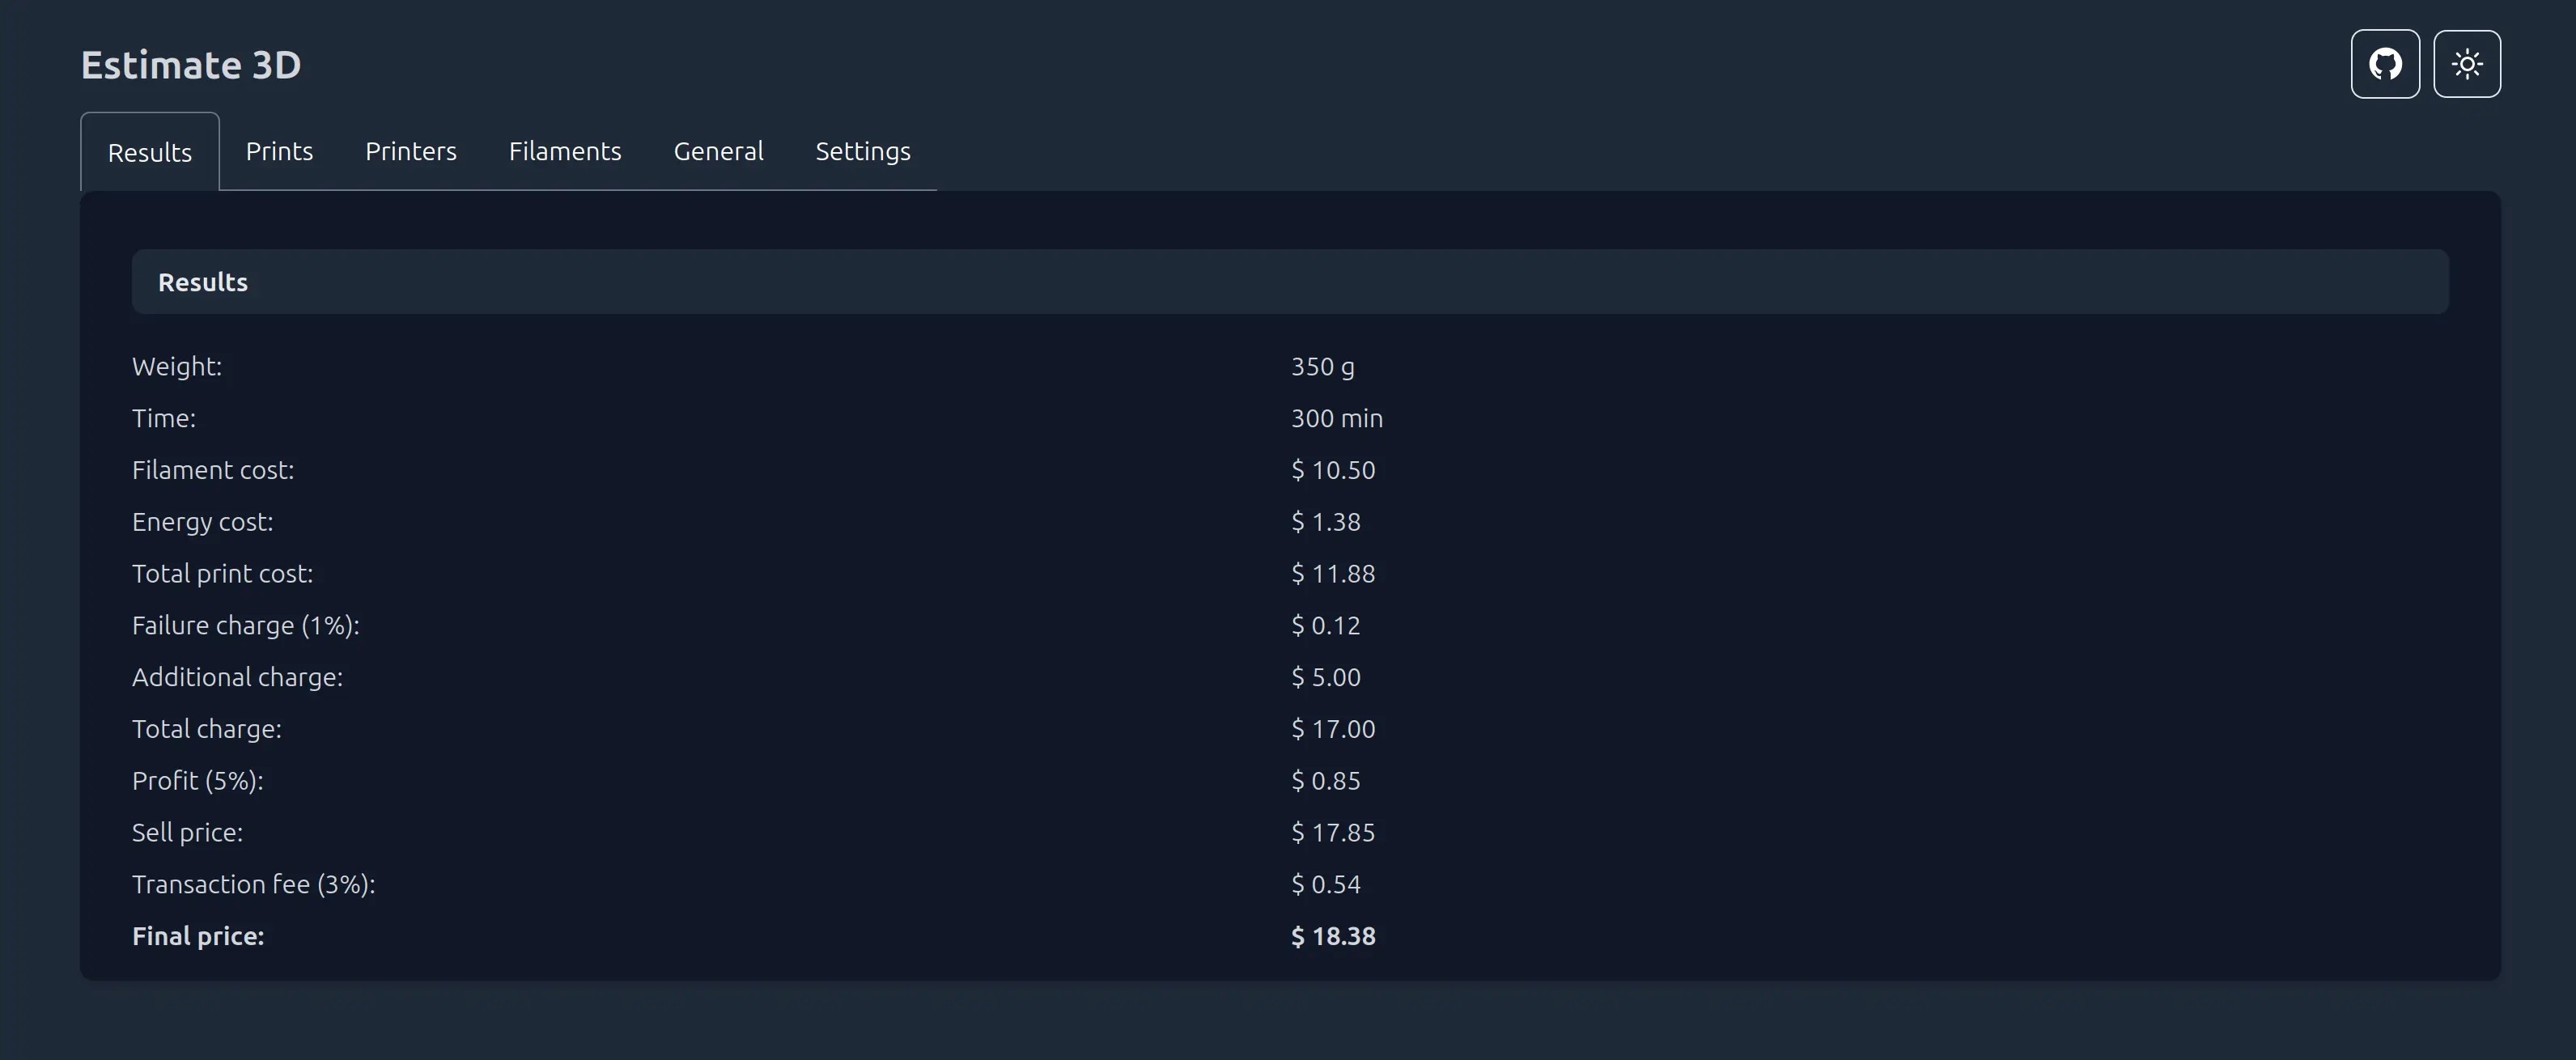 Estimate 3D
Results Prints Printers Filaments General Settings
Results
Weight: 350 g
Time: 300 min
Filament cost: $ 10.50
Energy cost: $ 1.38
Total print cost: $ 11.88
Failure charge (1%): $ 0.12
Additional charge: $ 5.00
Total charge: $ 17.00
Profit (5%): $ 0.85
Sell price: $ 17.85
Transaction fee (3%): $ 0.54
Final price: $ 18.38